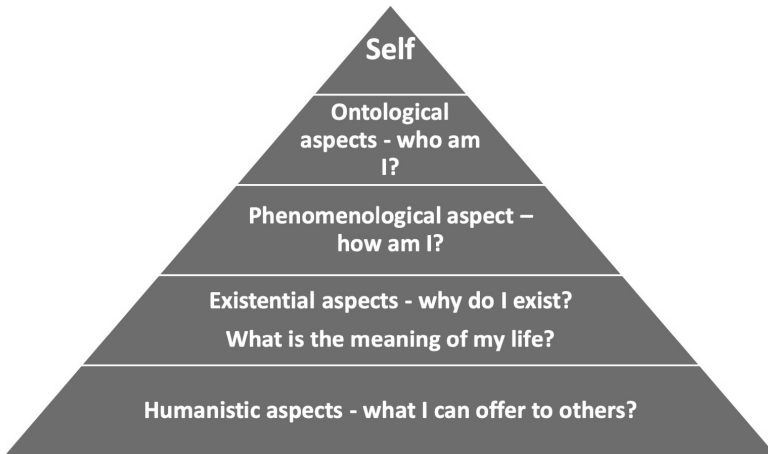 Self
Ontological
aspects - who am
I?
Phenomenological aspect –
how am I?
Existential aspects - why do I exist?
What is the meaning of my life?
Humanistic aspects - what I can offer to others?